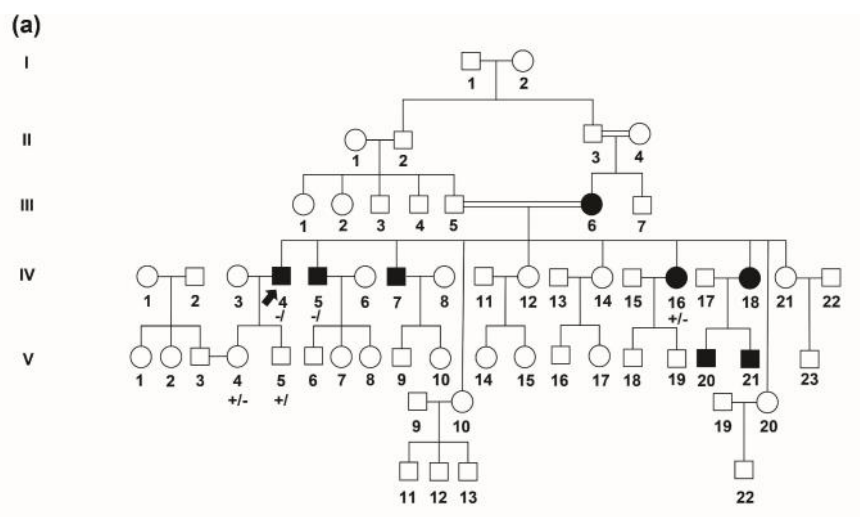 (a)
I
1 2
II
1 2 3 4
III
1 2 3 4 5 6 7
IV
1 2 3 4 5 6 7 8 11 12 13 14 15 16 17 18 21 22
-/ -/ +/-
V
1 2 3 4 5 6 7 8 9 10 14 15 16 17 18 19 20 21 23
+/- +/
9 10 19 20
11 12 13 22